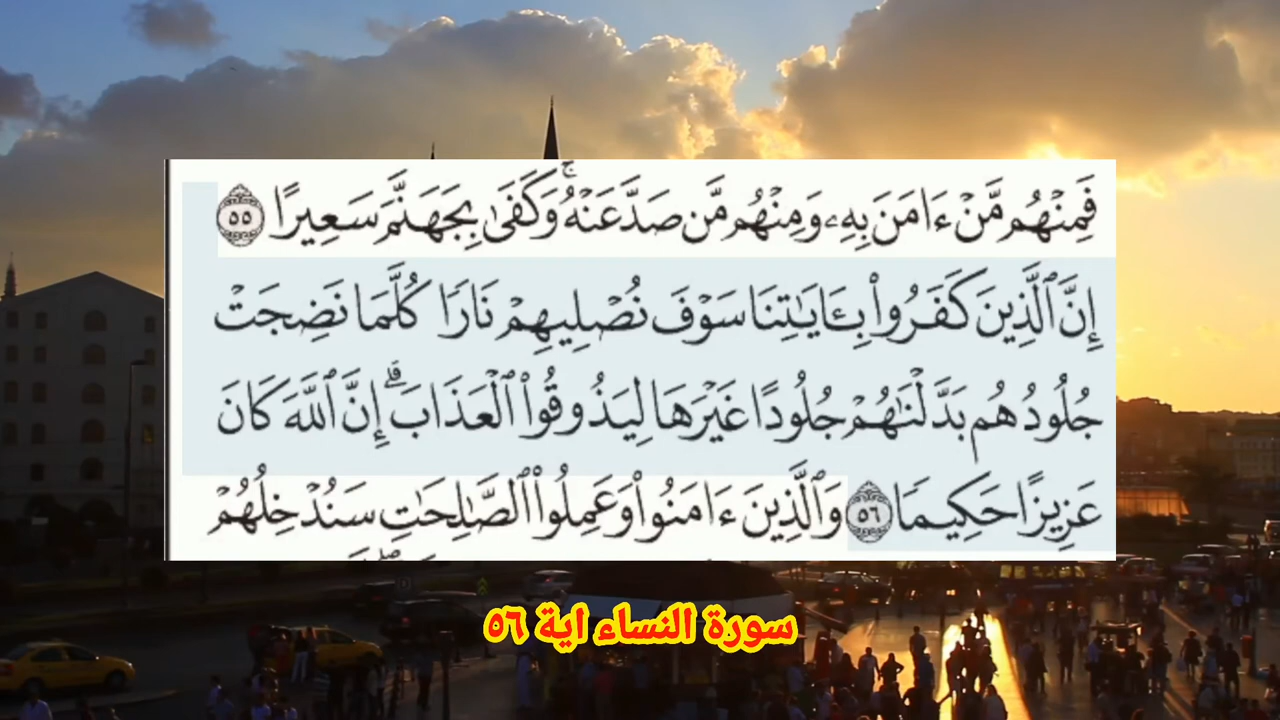 فَمِنْهُم مَّنْ ءَامَنَ بِهِۦ وَمِنْهُم مَّن صَدَّ عَنْهُ ۚ وَكَفَىٰ بِجَهَنَّمَ سَعِيرًا ٥٥
إِنَّ ٱلَّذِينَ كَفَرُوا۟ بِـَٔايَـٰتِنَا سَوْفَ نُصْلِيهِمْ نَارًا كُلَّمَا نَضِجَتْ
جُلُودُهُم بَدَّلْنَـٰهُمْ جُلُودًا غَيْرَهَا لِيَذُوقُوا۟ ٱلْعَذَابَ ۗ إِنَّ ٱللَّهَ كَانَ
عَزِيزًا حَكِيمًا ٥٦ وَٱلَّذِينَ ءَامَنُوا۟ وَعَمِلُوا۟ ٱلصَّـٰلِحَـٰتِ سَنُدْخِلُهُمْ
سورة النساء اية ٥٦